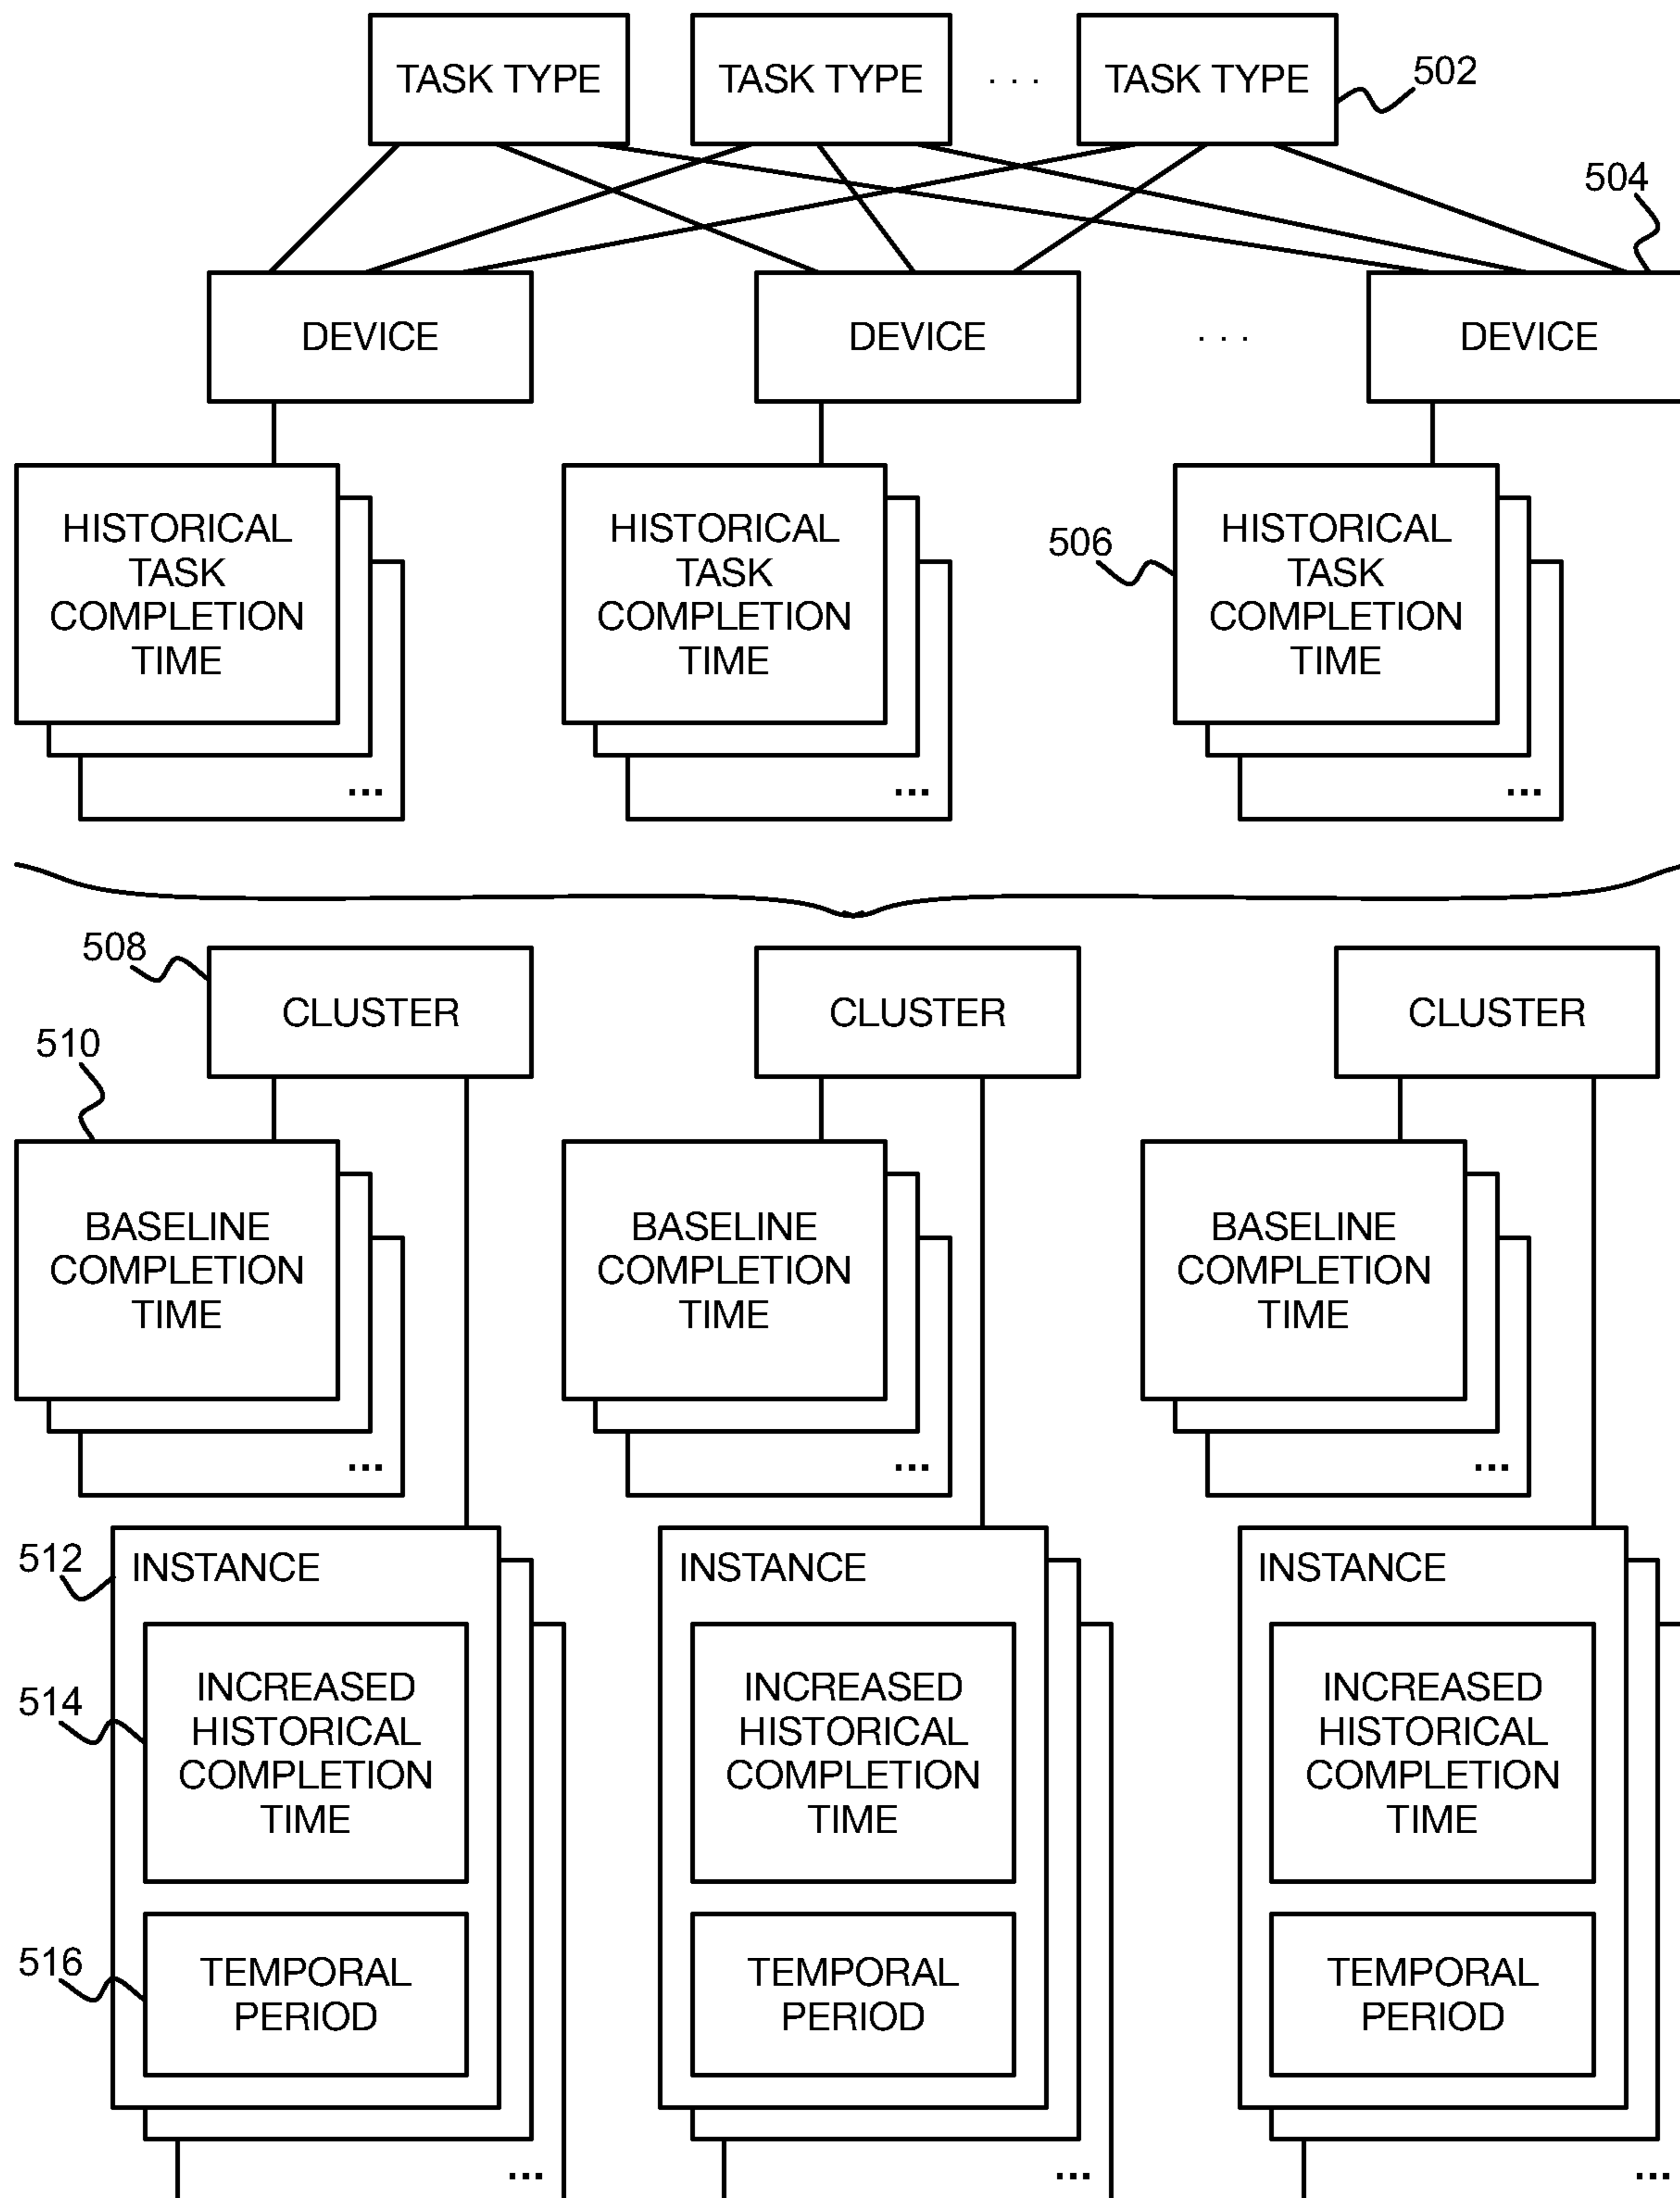 TASK TYPE
TASK TYPE
. . .
TASK TYPE
502
504
DEVICE
DEVICE
. . .
DEVICE
HISTORICAL
TASK
COMPLETION
TIME
...
HISTORICAL
TASK
COMPLETION
TIME
...
506
HISTORICAL
TASK
COMPLETION
TIME
...
508
CLUSTER
CLUSTER
CLUSTER
510
BASELINE
COMPLETION
TIME
...
BASELINE
COMPLETION
TIME
...
BASELINE
COMPLETION
TIME
...
512
INSTANCE
514
INCREASED
HISTORICAL
COMPLETION
TIME
516
TEMPORAL
PERIOD
...
INSTANCE
INCREASED
HISTORICAL
COMPLETION
TIME
TEMPORAL
PERIOD
...
INSTANCE
INCREASED
HISTORICAL
COMPLETION
TIME
TEMPORAL
PERIOD
...